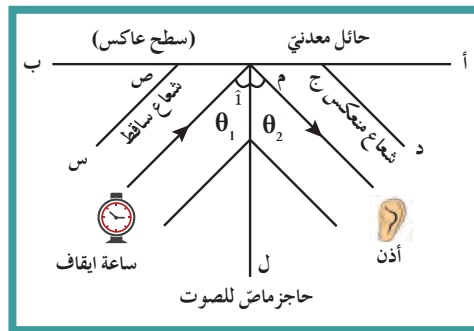 حائل معدنيّ
(سطح عاكس)
أ
ب
ص
م
ج
شعاع ساقط
î
شعاع منعكس
س
θ1
θ2
د
ساعة ايقاف
ل
أذن
حاجز ماصّ للصوت